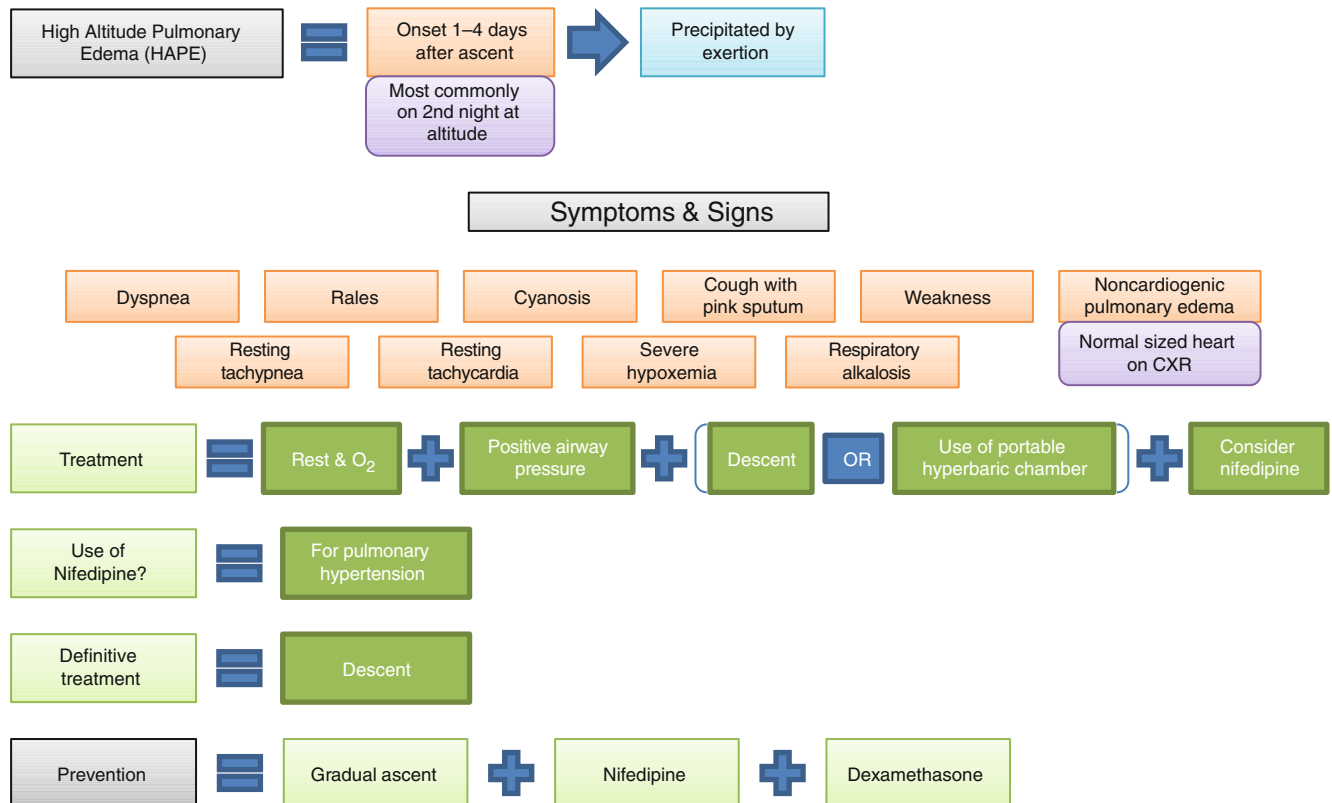 High Altitude Pulmonary
Edema (HAPE)
Onset 1–4 days
after ascent
Precipitated by
exertion
Most commonly
on 2nd night at
altitude
Symptoms & Signs
Dyspnea
Rales
Cyanosis
Cough with
pink sputum
Weakness
Noncardiogenic
pulmonary edema
Normal sized heart
on CXR
Resting
tachypnea
Resting
tachycardia
Severe
hypoxemia
Respiratory
alkalosis
Treatment
Rest & O₂
Positive airway
pressure
Descent
OR
Use of portable
hyperbaric chamber
Consider
nifedipine
Use of
Nifedipine?
For pulmonary
hypertension
Definitive
treatment
Descent
Prevention
Gradual ascent
Nifedipine
Dexamethasone